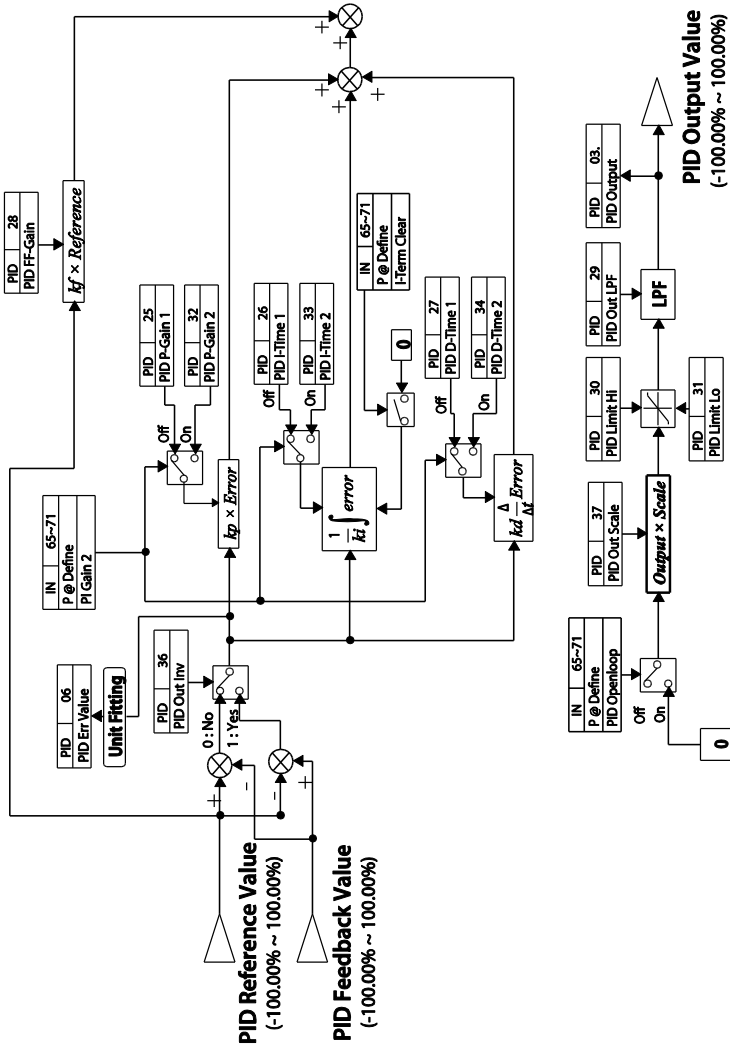 PID Reference Value
(-100.00% ~ 100.00%)
PID Feedback Value
(-100.00% ~ 100.00%)
+
-
-
+
0 : No
1 : Yes
PID 06
PID Err Value
Unit Fitting
PID 36
PID Out Inv
IN 65~71
P @ Define
PI Gain 2
PID 28
PID FF-Gain
kf × Reference
PID 25
PID P-Gain 1
PID 32
PID P-Gain 2
Off
On
kp × Error
PID 26
PID I-Time 1
PID 33
PID I-Time 2
Off
On
1/ki ∫ error
IN 65~71
P @ Define
I-Term Clear
0
PID 27
PID D-Time 1
PID 34
PID D-Time 2
Off
On
kd Δ/Δt Error
+
+
+
+
+
IN 65~71
P @ Define
PID Openloop
Off
On
0
PID 37
PID Out Scale
Output × Scale
PID 30
PID Limit Hi
PID 31
PID Limit Lo
PID 29
PID Out LPF
LPF
PID 03.
PID Output
PID Output Value
(-100.00% ~ 100.00%)